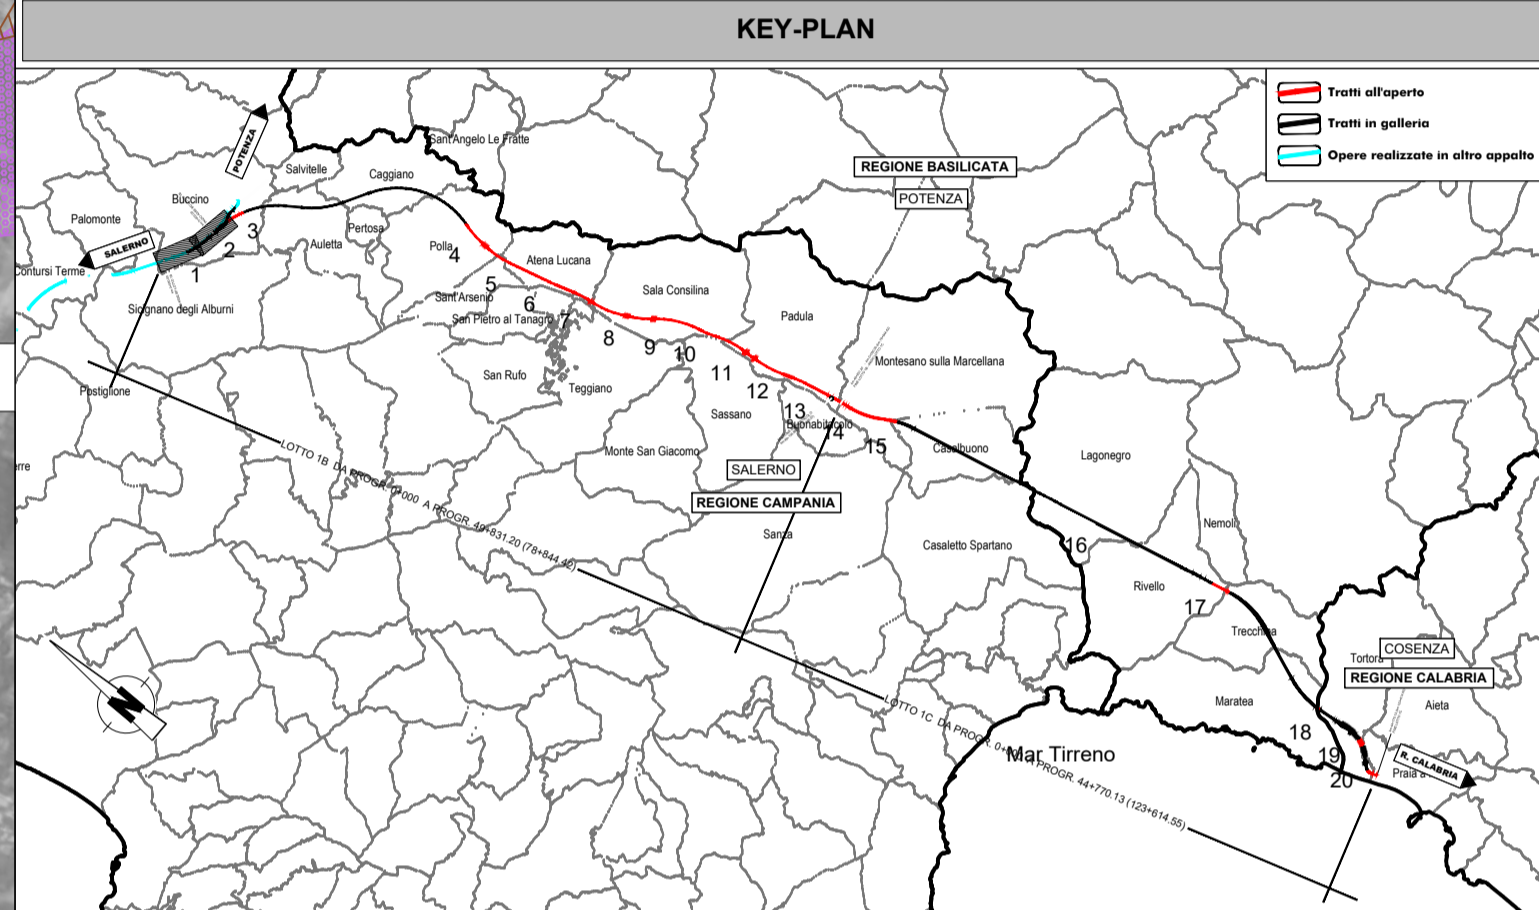 KEY-PLAN
Tratti all'aperto
Tratti in galleria
Opere realizzate in altro appalto
POTENZA
Sant'Angelo Le Fratte
Salvitelle
Caggiano
REGIONE BASILICATA
POTENZA
Buccino
Palomonte
Pertosa
SALERNO
Auletta
Polla
Atena Lucana
Contursi Terme
Sicignano degli Alburni
Sant'Arsenio
San Pietro al Tanagro
Sala Consilina
Padula
Montesano sulla Marcellana
Postiglione
San Rufo
Teggiano
Sassano
Buonabitacolo
Casalbuono
Lagonegro
Monte San Giacomo
SALERNO
REGIONE CAMPANIA
Sanza
Casaletto Spartano
Nemoli
Rivello
Trecchina
Tortora
COSENZA
REGIONE CALABRIA
Maratea
Aieta
Mar Tirreno
R. CALABRIA
Praia a
erre
1
2
3
4
5
6
7
8
9
10
11
12
13
14
15
16
17
18
19
20
LOTTO 1B DA PROGR. 0+000 A PROGR. 49+831.20 (78+844.42)
LOTTO 1C DA PROGR. A PROGR. 44+770.13 (123+614.55)
N